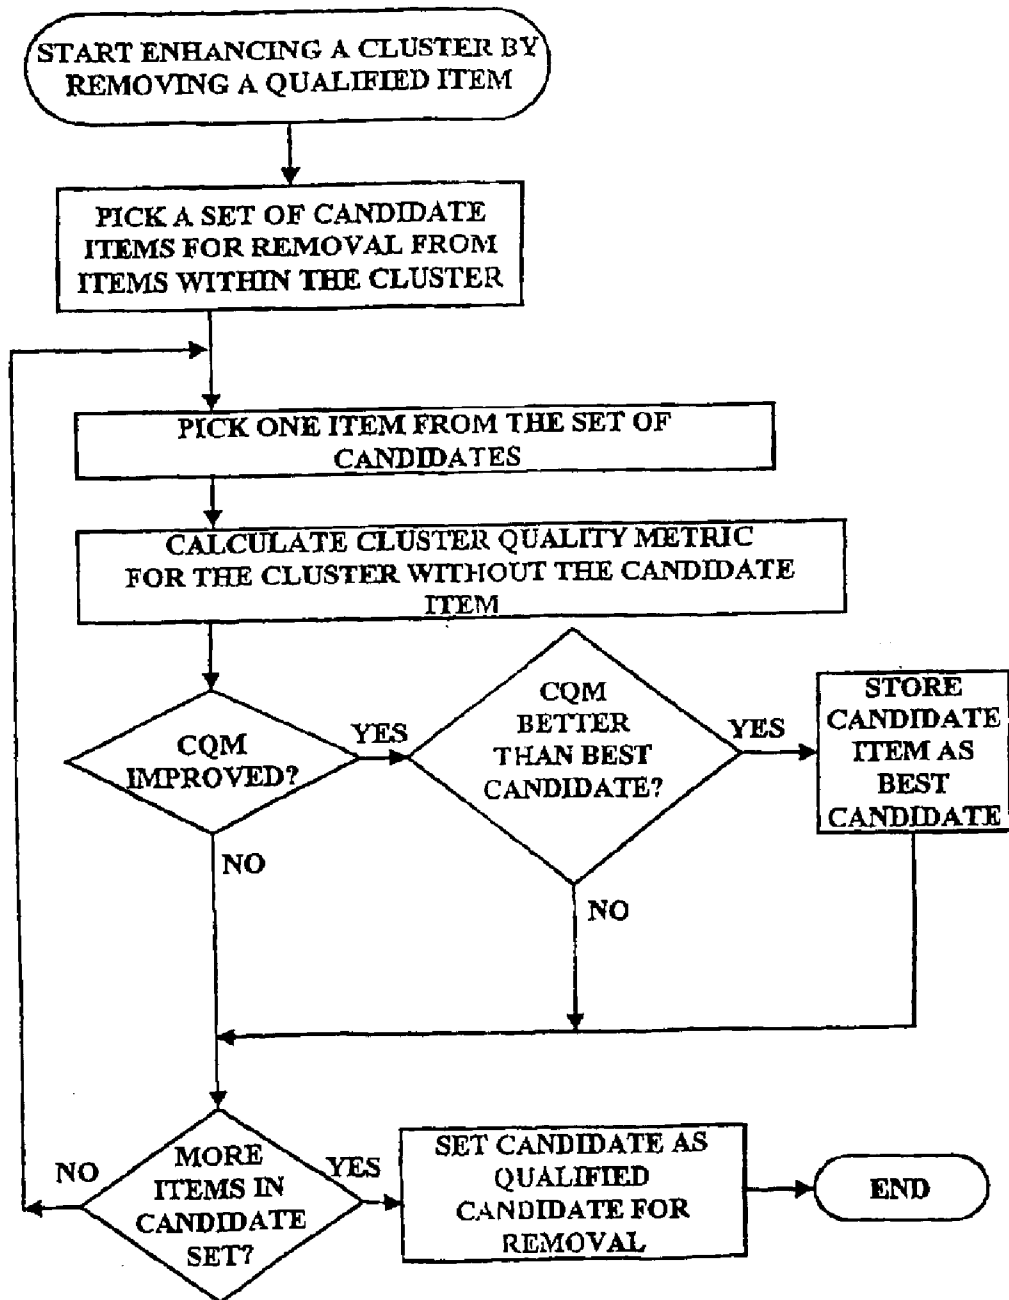 START ENHANCING A CLUSTER BY
REMOVING A QUALIFIED ITEM
PICK A SET OF CANDIDATE
ITEMS FOR REMOVAL FROM
ITEMS WITHIN THE CLUSTER
PICK ONE ITEM FROM THE SET OF
CANDIDATES
CALCULATE CLUSTER QUALITY METRIC
FOR THE CLUSTER WITHOUT THE CANDIDATE
ITEM
CQM
IMPROVED?
YES
NO
CQM
BETTER
THAN BEST
CANDIDATE?
YES
NO
STORE
CANDIDATE
ITEM AS
BEST
CANDIDATE
MORE
ITEMS IN
CANDIDATE
SET?
NO
YES
SET CANDIDATE AS
QUALIFIED
CANDIDATE FOR
REMOVAL
END